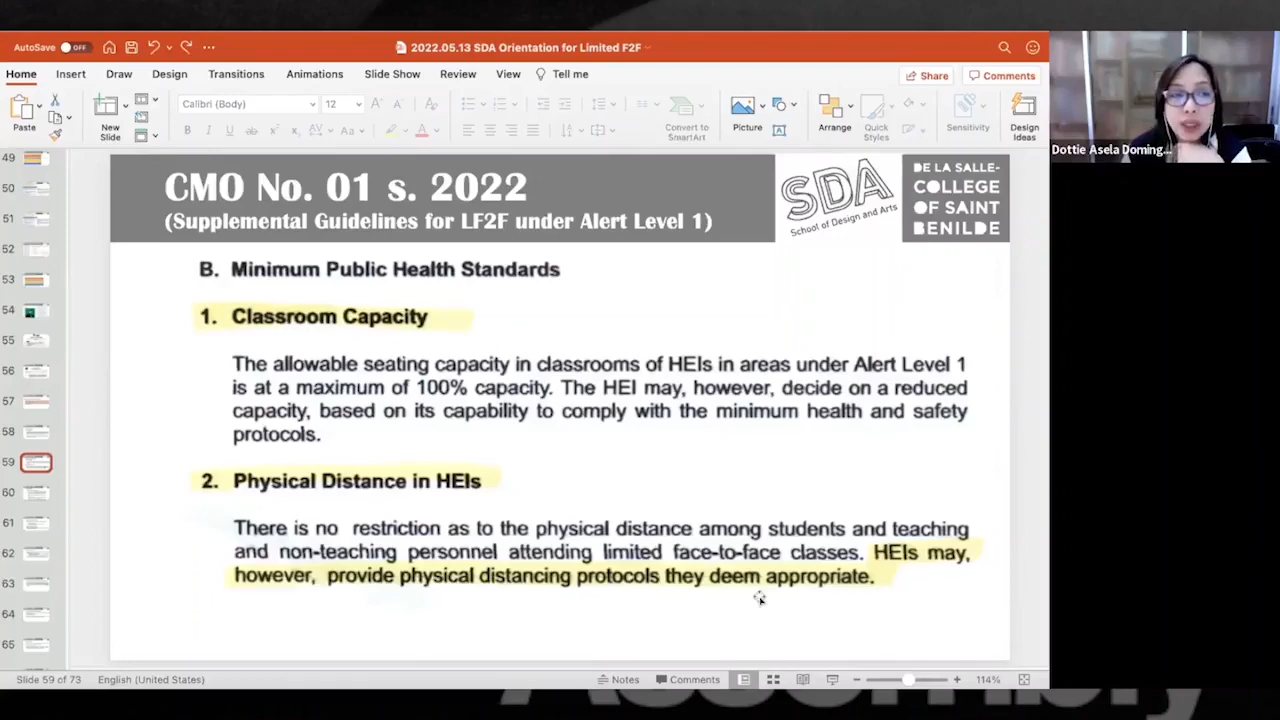 AutoSave OFF
2022.05.13 SDA Orientation for Limited F2F
Home Insert Draw Design Transitions Animations Slide Show Review View Tell me
Share Comments
Paste
New Slide
Calibri (Body) 12
Convert to SmartArt
Picture
Arrange
Quick Styles
Sensitivity
Design Ideas
Dottie Asela Doming...
49
50
51
52
53
54
55
56
57
58
59
60
61
62
63
64
65
CMO No. 01 s. 2022
(Supplemental Guidelines for LF2F under Alert Level 1)
SDA
School of Design and Arts
DE LA SALLE-
COLLEGE
OF SAINT
BENILDE
B. Minimum Public Health Standards
1. Classroom Capacity
The allowable seating capacity in classrooms of HEIs in areas under Alert Level 1
is at a maximum of 100% capacity. The HEI may, however, decide on a reduced
capacity, based on its capability to comply with the minimum health and safety
protocols.
2. Physical Distance in HEIs
There is no restriction as to the physical distance among students and teaching
and non-teaching personnel attending limited face-to-face classes. HEIs may,
however, provide physical distancing protocols they deem appropriate.
Slide 59 of 73 English (United States)
Notes Comments 114%
Assembly